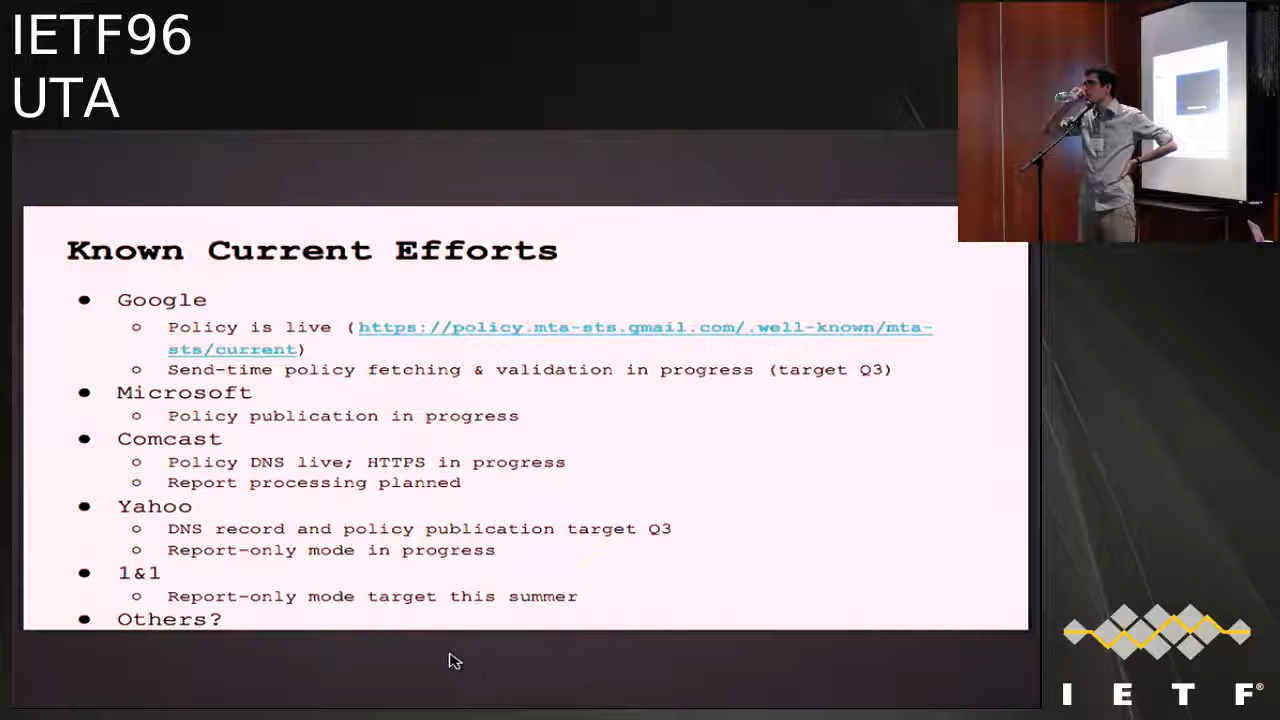 IETF96
UTA
Known Current Efforts
● Google
○ Policy is live (https://policy.mta-sts.gmail.com/.well-known/mta-
sts/current)
○ Send-time policy fetching & validation in progress (target Q3)
● Microsoft
○ Policy publication in progress
● Comcast
○ Policy DNS live; HTTPS in progress
○ Report processing planned
● Yahoo
○ DNS record and policy publication target Q3
○ Report-only mode in progress
● 1&1
○ Report-only mode target this summer
● Others?
I E T F®